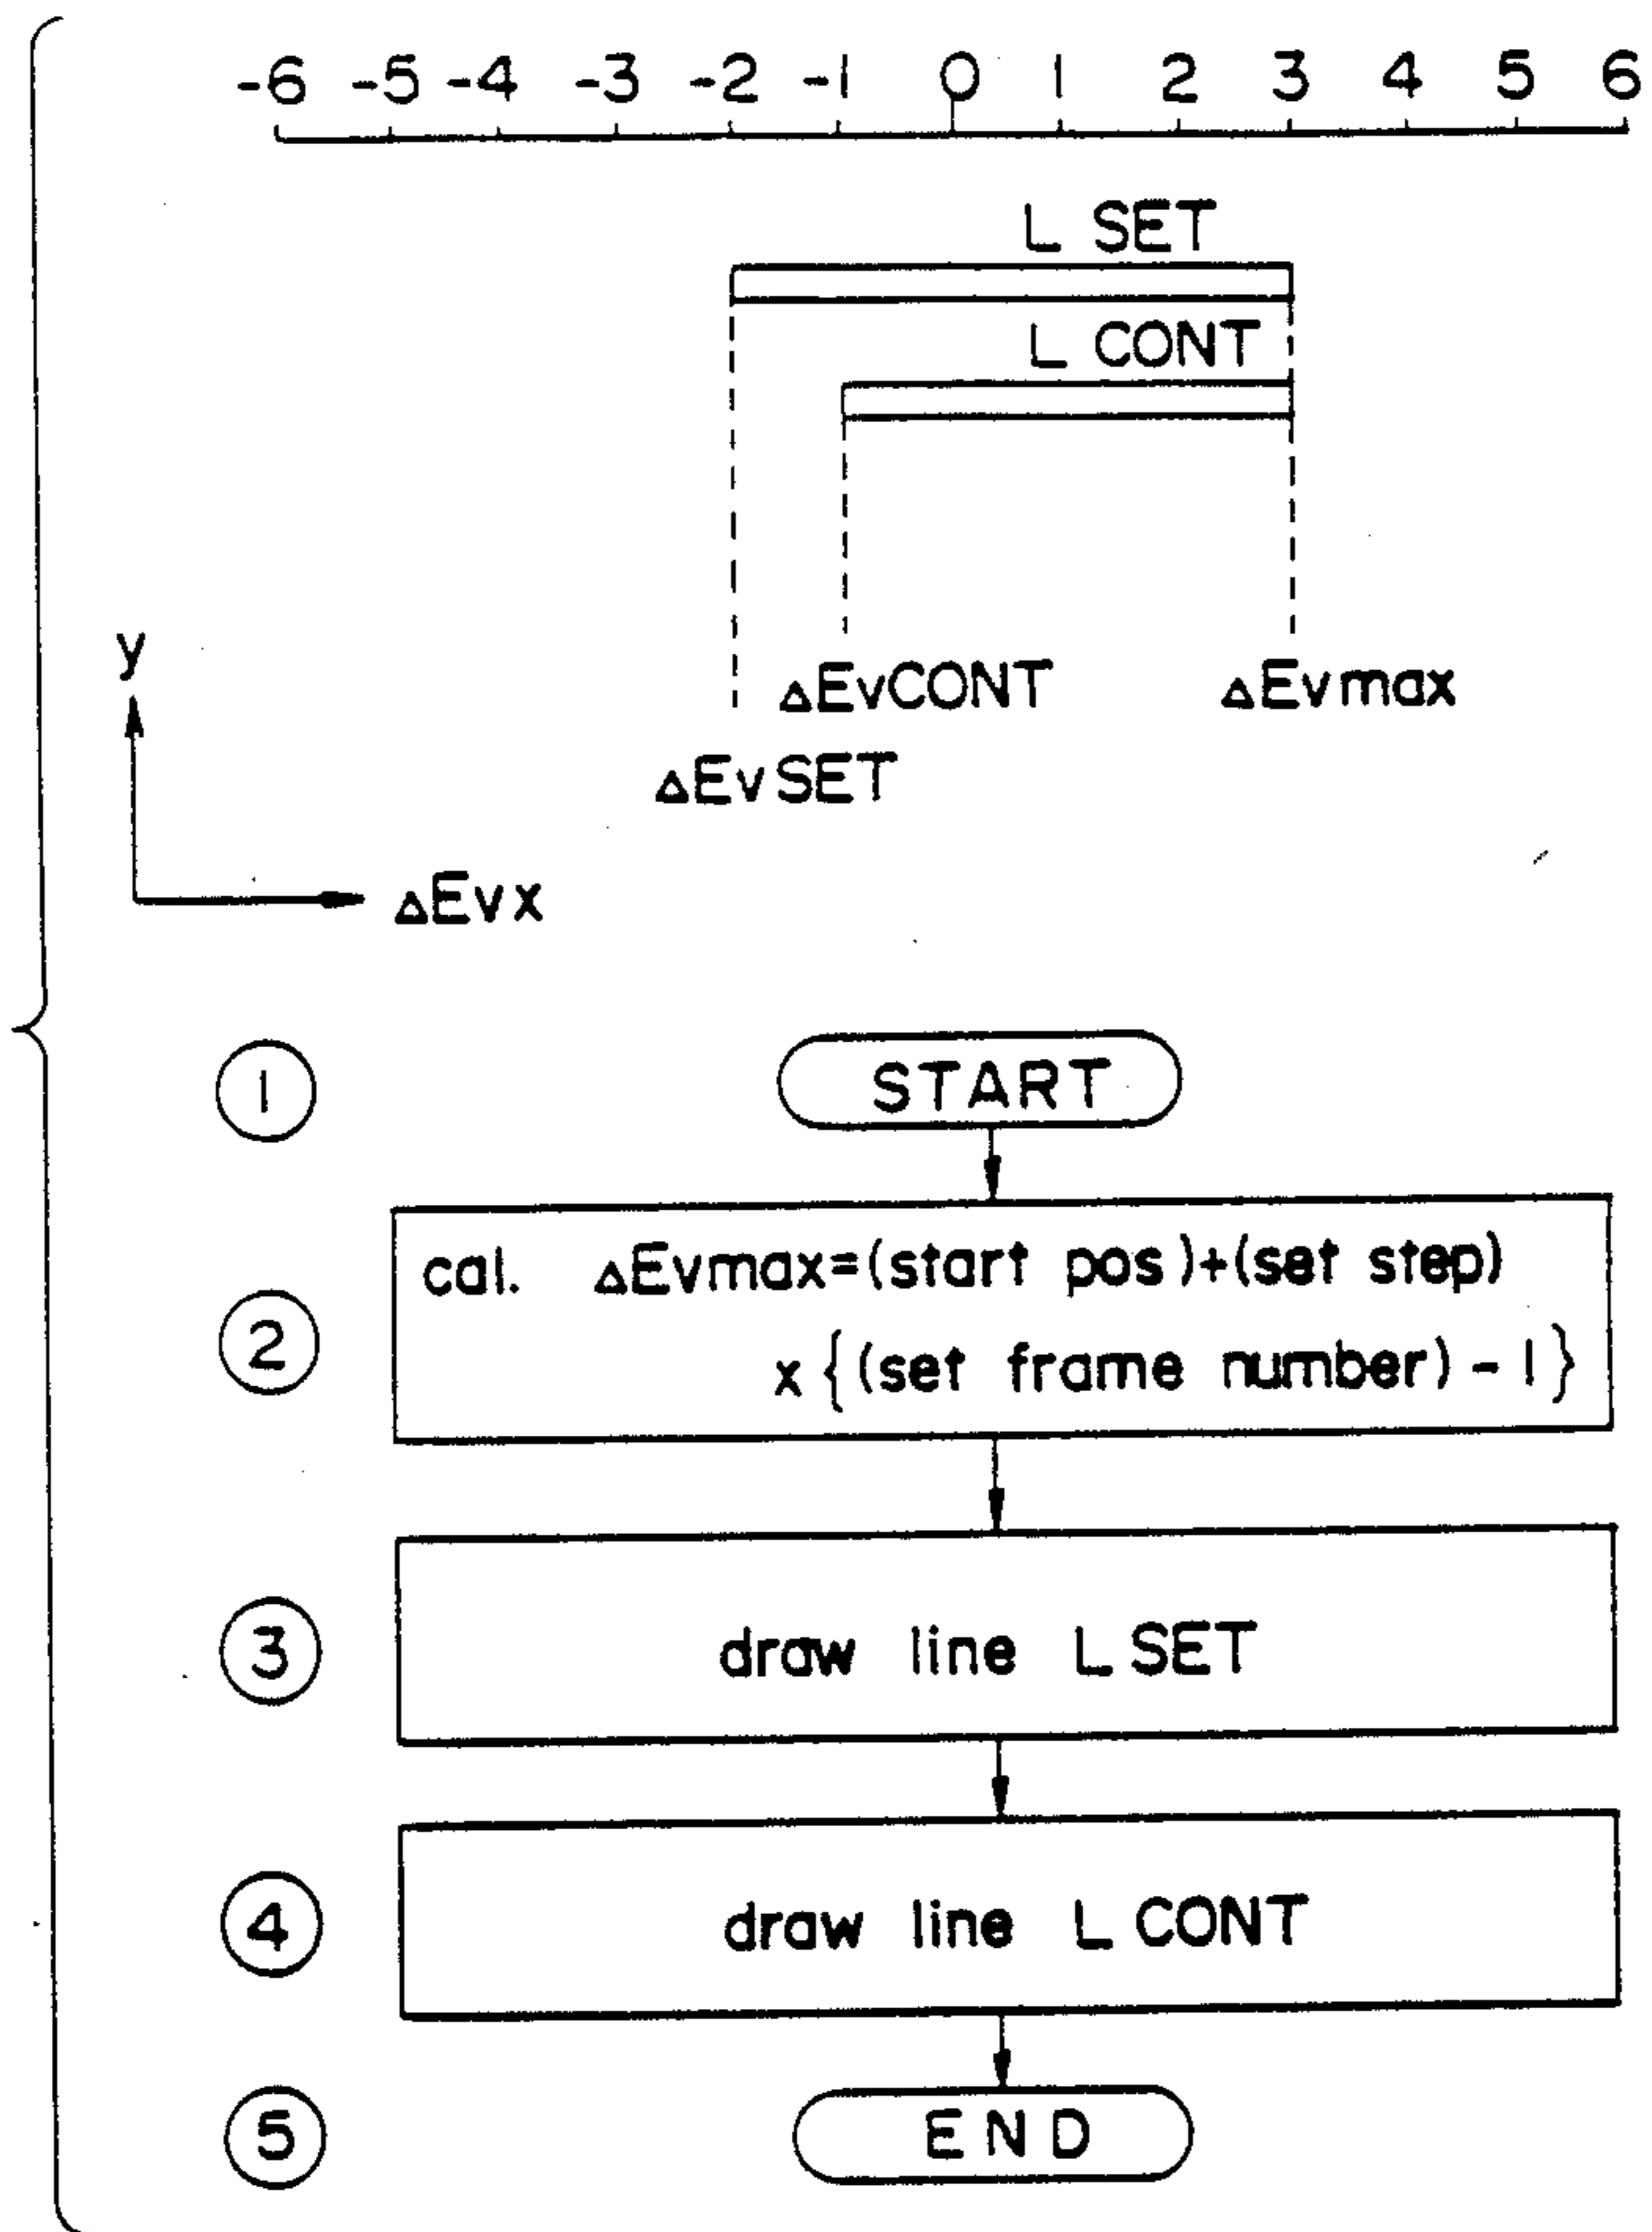 -6 -5 -4 -3 -2 -1 0 1 2 3 4 5 6
L SET
L CONT
y
ΔEvCONT ΔEvmax
ΔEvSET
ΔEvx
1 START
cal. ΔEvmax=(start pos)+(set step)
2
x{(set frame number)-1}
3 draw line L SET
4 draw line L CONT
5 END